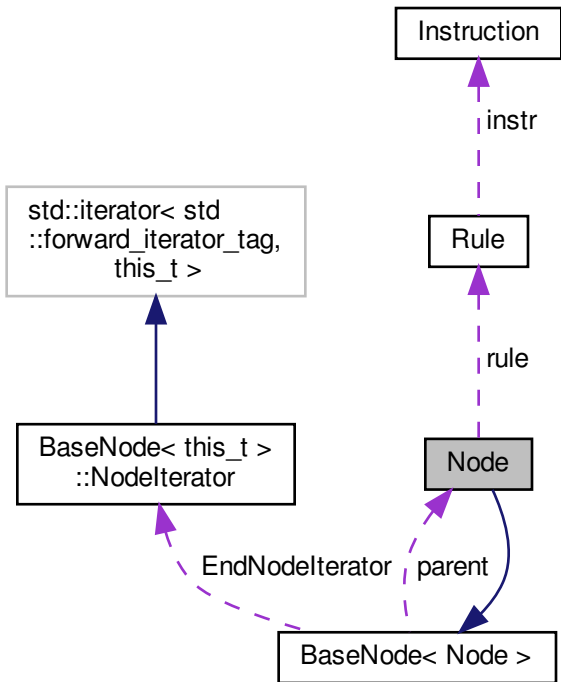 Instruction
instr
std::iterator< std
::forward_iterator_tag,
this_t >
Rule
rule
BaseNode< this_t >
::NodeIterator
Node
EndNodeIterator
parent
BaseNode< Node >